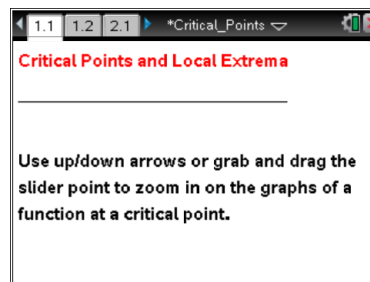 1.1 1.2 2.1 *Critical_Points
Critical Points and Local Extrema
Use up/down arrows or grab and drag the
slider point to zoom in on the graphs of a
function at a critical point.